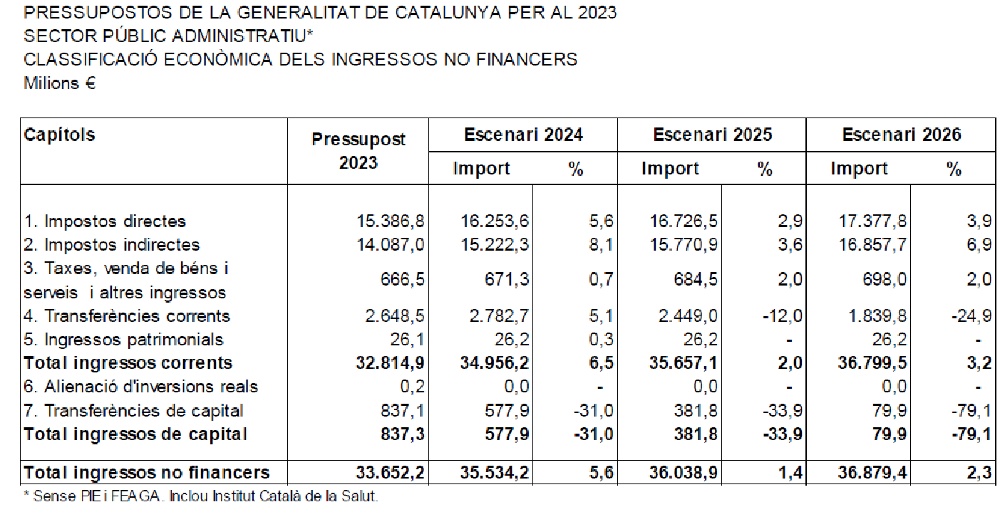 PRESSUPOSTOS DE LA GENERALITAT DE CATALUNYA PER AL 2023
SECTOR PÚBLIC ADMINISTRATIU*
CLASSIFICACIÓ ECONÒMICA DELS INGRESSOS NO FINANCERS
Milions €
Capítols Pressupost 2023 Escenari 2024 Escenari 2025 Escenari 2026
Import % Import % Import %
1. Impostos directes 15.386,8 16.253,6 5,6 16.726,5 2,9 17.377,8 3,9
2. Impostos indirectes 14.087,0 15.222,3 8,1 15.770,9 3,6 16.857,7 6,9
3. Taxes, venda de béns i
serveis i altres ingressos 666,5 671,3 0,7 684,5 2,0 698,0 2,0
4. Transferències corrents 2.648,5 2.782,7 5,1 2.449,0 -12,0 1.839,8 -24,9
5. Ingressos patrimonials 26,1 26,2 0,3 26,2 - 26,2 -
Total ingressos corrents 32.814,9 34.956,2 6,5 35.657,1 2,0 36.799,5 3,2
6. Alienació d'inversions reals 0,2 0,0 - 0,0 - 0,0 -
7. Transferències de capital 837,1 577,9 -31,0 381,8 -33,9 79,9 -79,1
Total ingressos de capital 837,3 577,9 -31,0 381,8 -33,9 79,9 -79,1
Total ingressos no financers 33.652,2 35.534,2 5,6 36.038,9 1,4 36.879,4 2,3
* Sense PIE i FEAGA. Inclou Institut Català de la Salut.